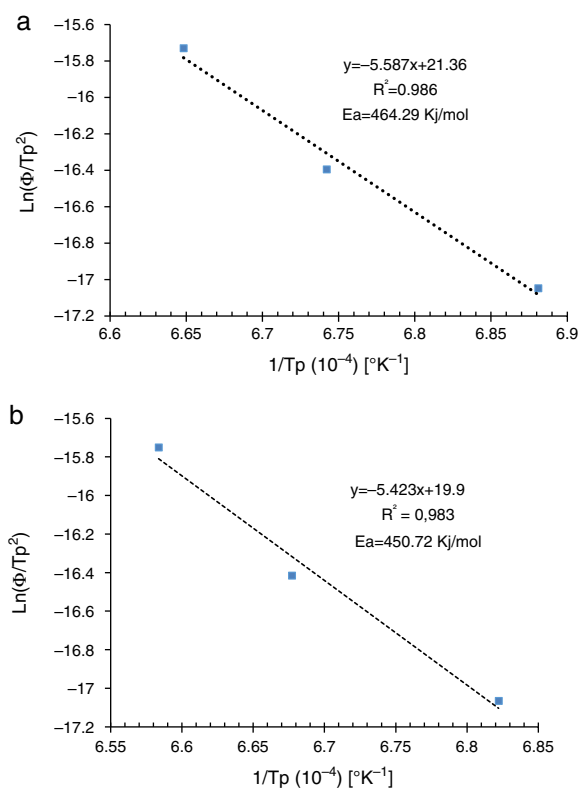 a
−15.6
−15.8
−16
−16.2
−16.4
−16.6
−16.8
−17
−17.2
Ln(Φ/Tp²)
y=−5.587x+21.36
R²=0.986
Ea=464.29 Kj/mol
6.6 6.65 6.7 6.75 6.8 6.85 6.9
1/Tp (10⁻⁴) [°K⁻¹]
b
−15.6
−15.8
−16
−16.2
−16.4
−16.6
−16.8
−17
−17.2
Ln(Φ/Tp²)
y=−5.423x+19.9
R² = 0,983
Ea=450.72 Kj/mol
6.55 6.6 6.65 6.7 6.75 6.8 6.85
1/Tp (10⁻⁴) [°K⁻¹]